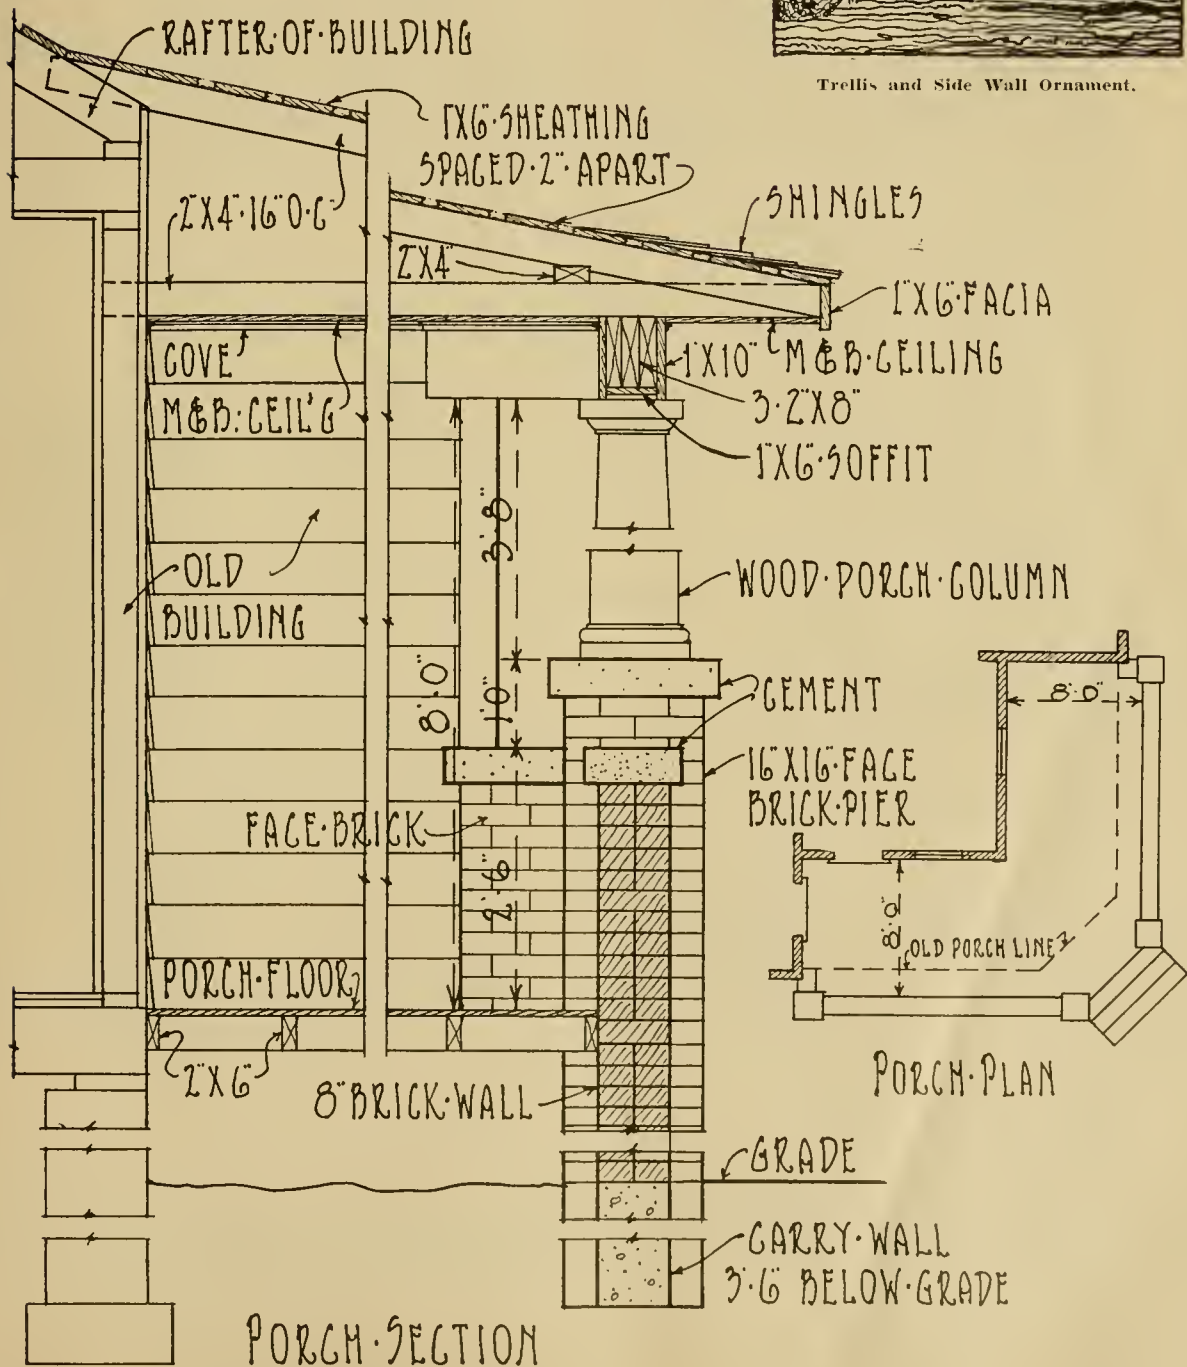 RAFTER·OF·BUILDING
Trellis and Side Wall Ornament.
1X6"·SHEATHING
SPACED·2"·APART
SHINGLES
2"X4"·16"O·C
2"X4"
1"X6"·FACIA
COVE
1"X10"
M&B·CEILING
M&B·CEIL'G
3·2"X8"
1"X6"·SOFFIT
3'·8"
OLD
BUILDING
WOOD·PORCH·COLUMN
8'·0"
1'·0"
CEMENT
8'·0"
16"X16"·FACE
BRICK·PIER
FACE·BRICK
2'·6"
8'·0"
OLD PORCH LINE
PORCH·FLOOR
2"X6"
8"BRICK·WALL
PORCH·PLAN
GRADE
CARRY·WALL
3'·6" BELOW·GRADE
PORCH·SECTION